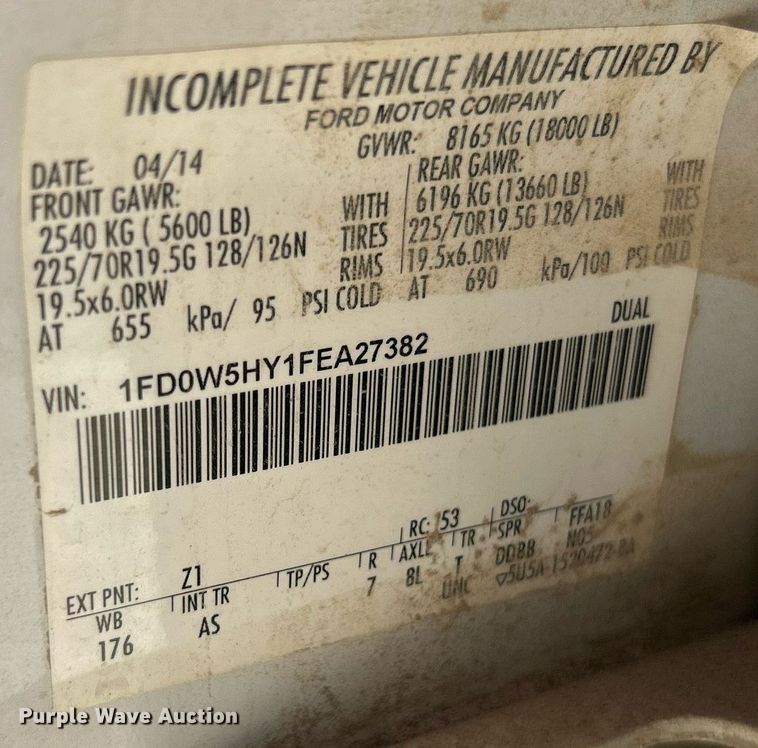 INCOMPLETE VEHICLE MANUFACTURED BY
FORD MOTOR COMPANY
DATE: 04/14 GVWR: 8165 KG (18000 LB)
FRONT GAWR: REAR GAWR:
2540 KG ( 5600 LB) WITH 6196 KG (13660 LB) WITH
225/70R19.5G 128/126N TIRES 225/70R19.5G 128/126N TIRES
19.5x6.0RW RIMS 19.5x6.0RW RIMS
AT 655 kPa/ 95 PSI COLD AT 690 kPa/100 PSI COLD
DUAL
VIN: 1FD0W5HY1FEA27382
EXT PNT: Z1 RC: 53 DSO: FFA18
WB INT TR TP/PS R AXLE TR SPR N05
176 AS 7 8L T DDBB
UNC
Purple Wave Auction